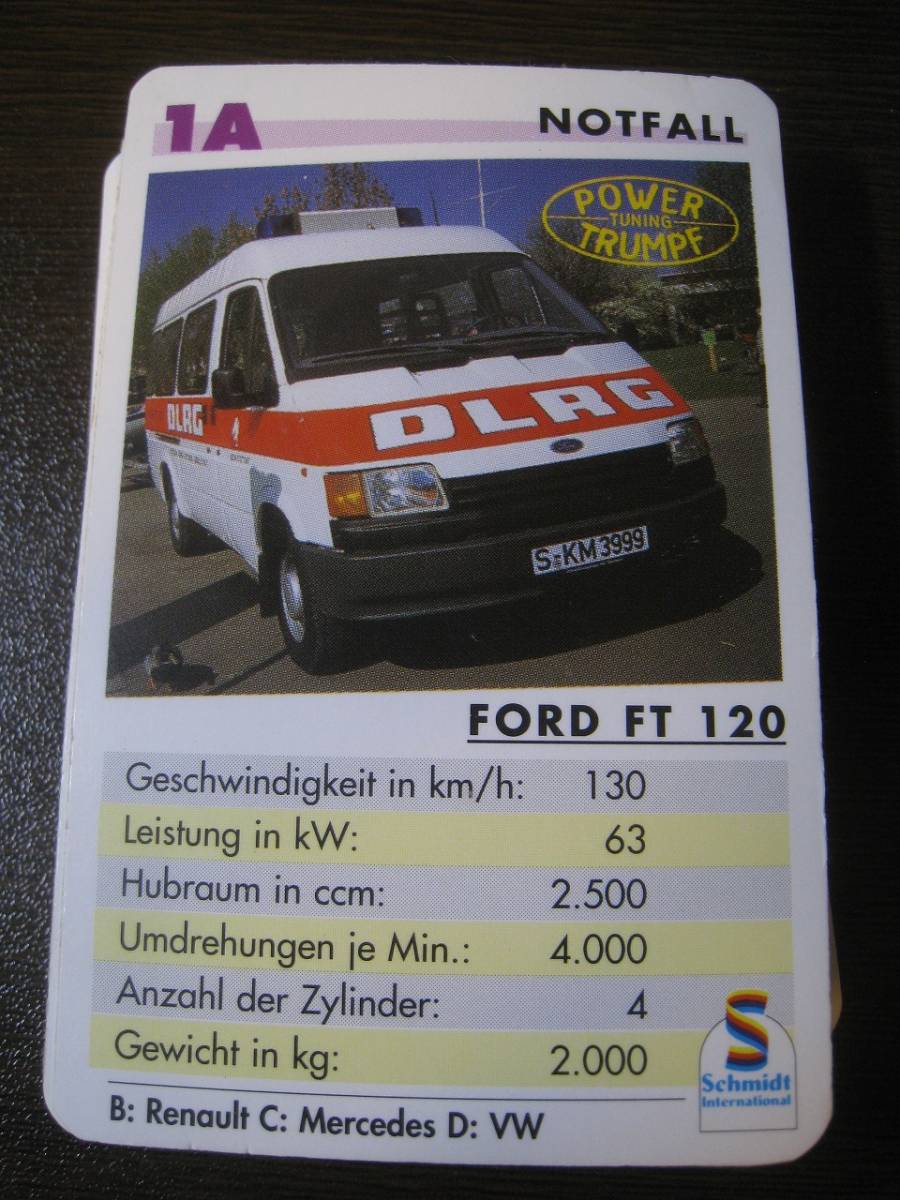 1A
NOTFALL
POWER
TUNING
TRUMPF
DLRG
DLRG
S-KM 3999
FORD FT 120
Geschwindigkeit in km/h: 130
Leistung in kW: 63
Hubraum in ccm: 2.500
Umdrehungen je Min.: 4.000
Anzahl der Zylinder: 4
Gewicht in kg: 2.000
B: Renault C: Mercedes D: VW
Schmidt
International